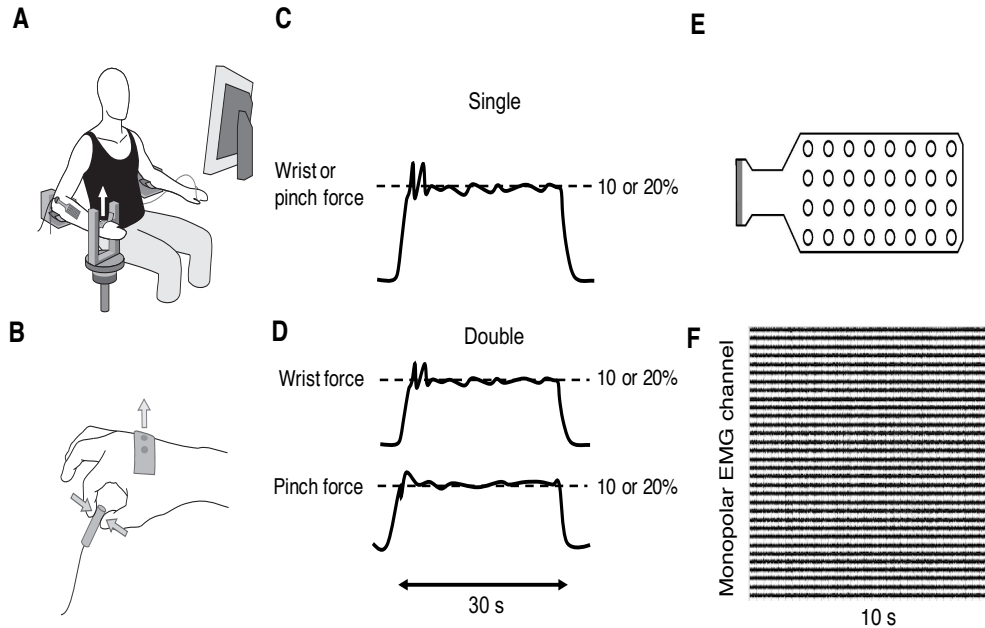 A
C
Single
Wrist or
pinch force
10 or 20%
E
B
D
Double
Wrist force
10 or 20%
Pinch force
10 or 20%
30 s
F
Monopolar EMG channel
10 s